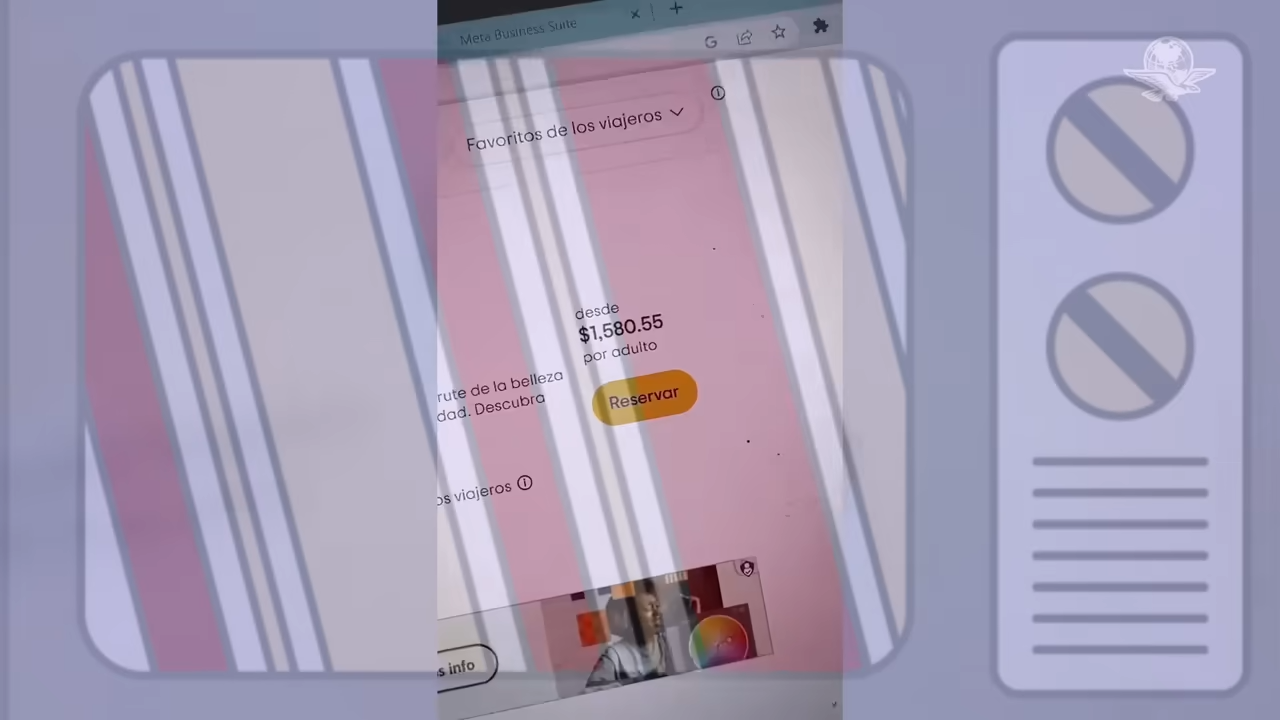 Meta Business Suite
Favoritos de los viajeros
desde
$1,580.55
por adulto
rute de la belleza
dad. Descubra
Reservar
os viajeros
s info